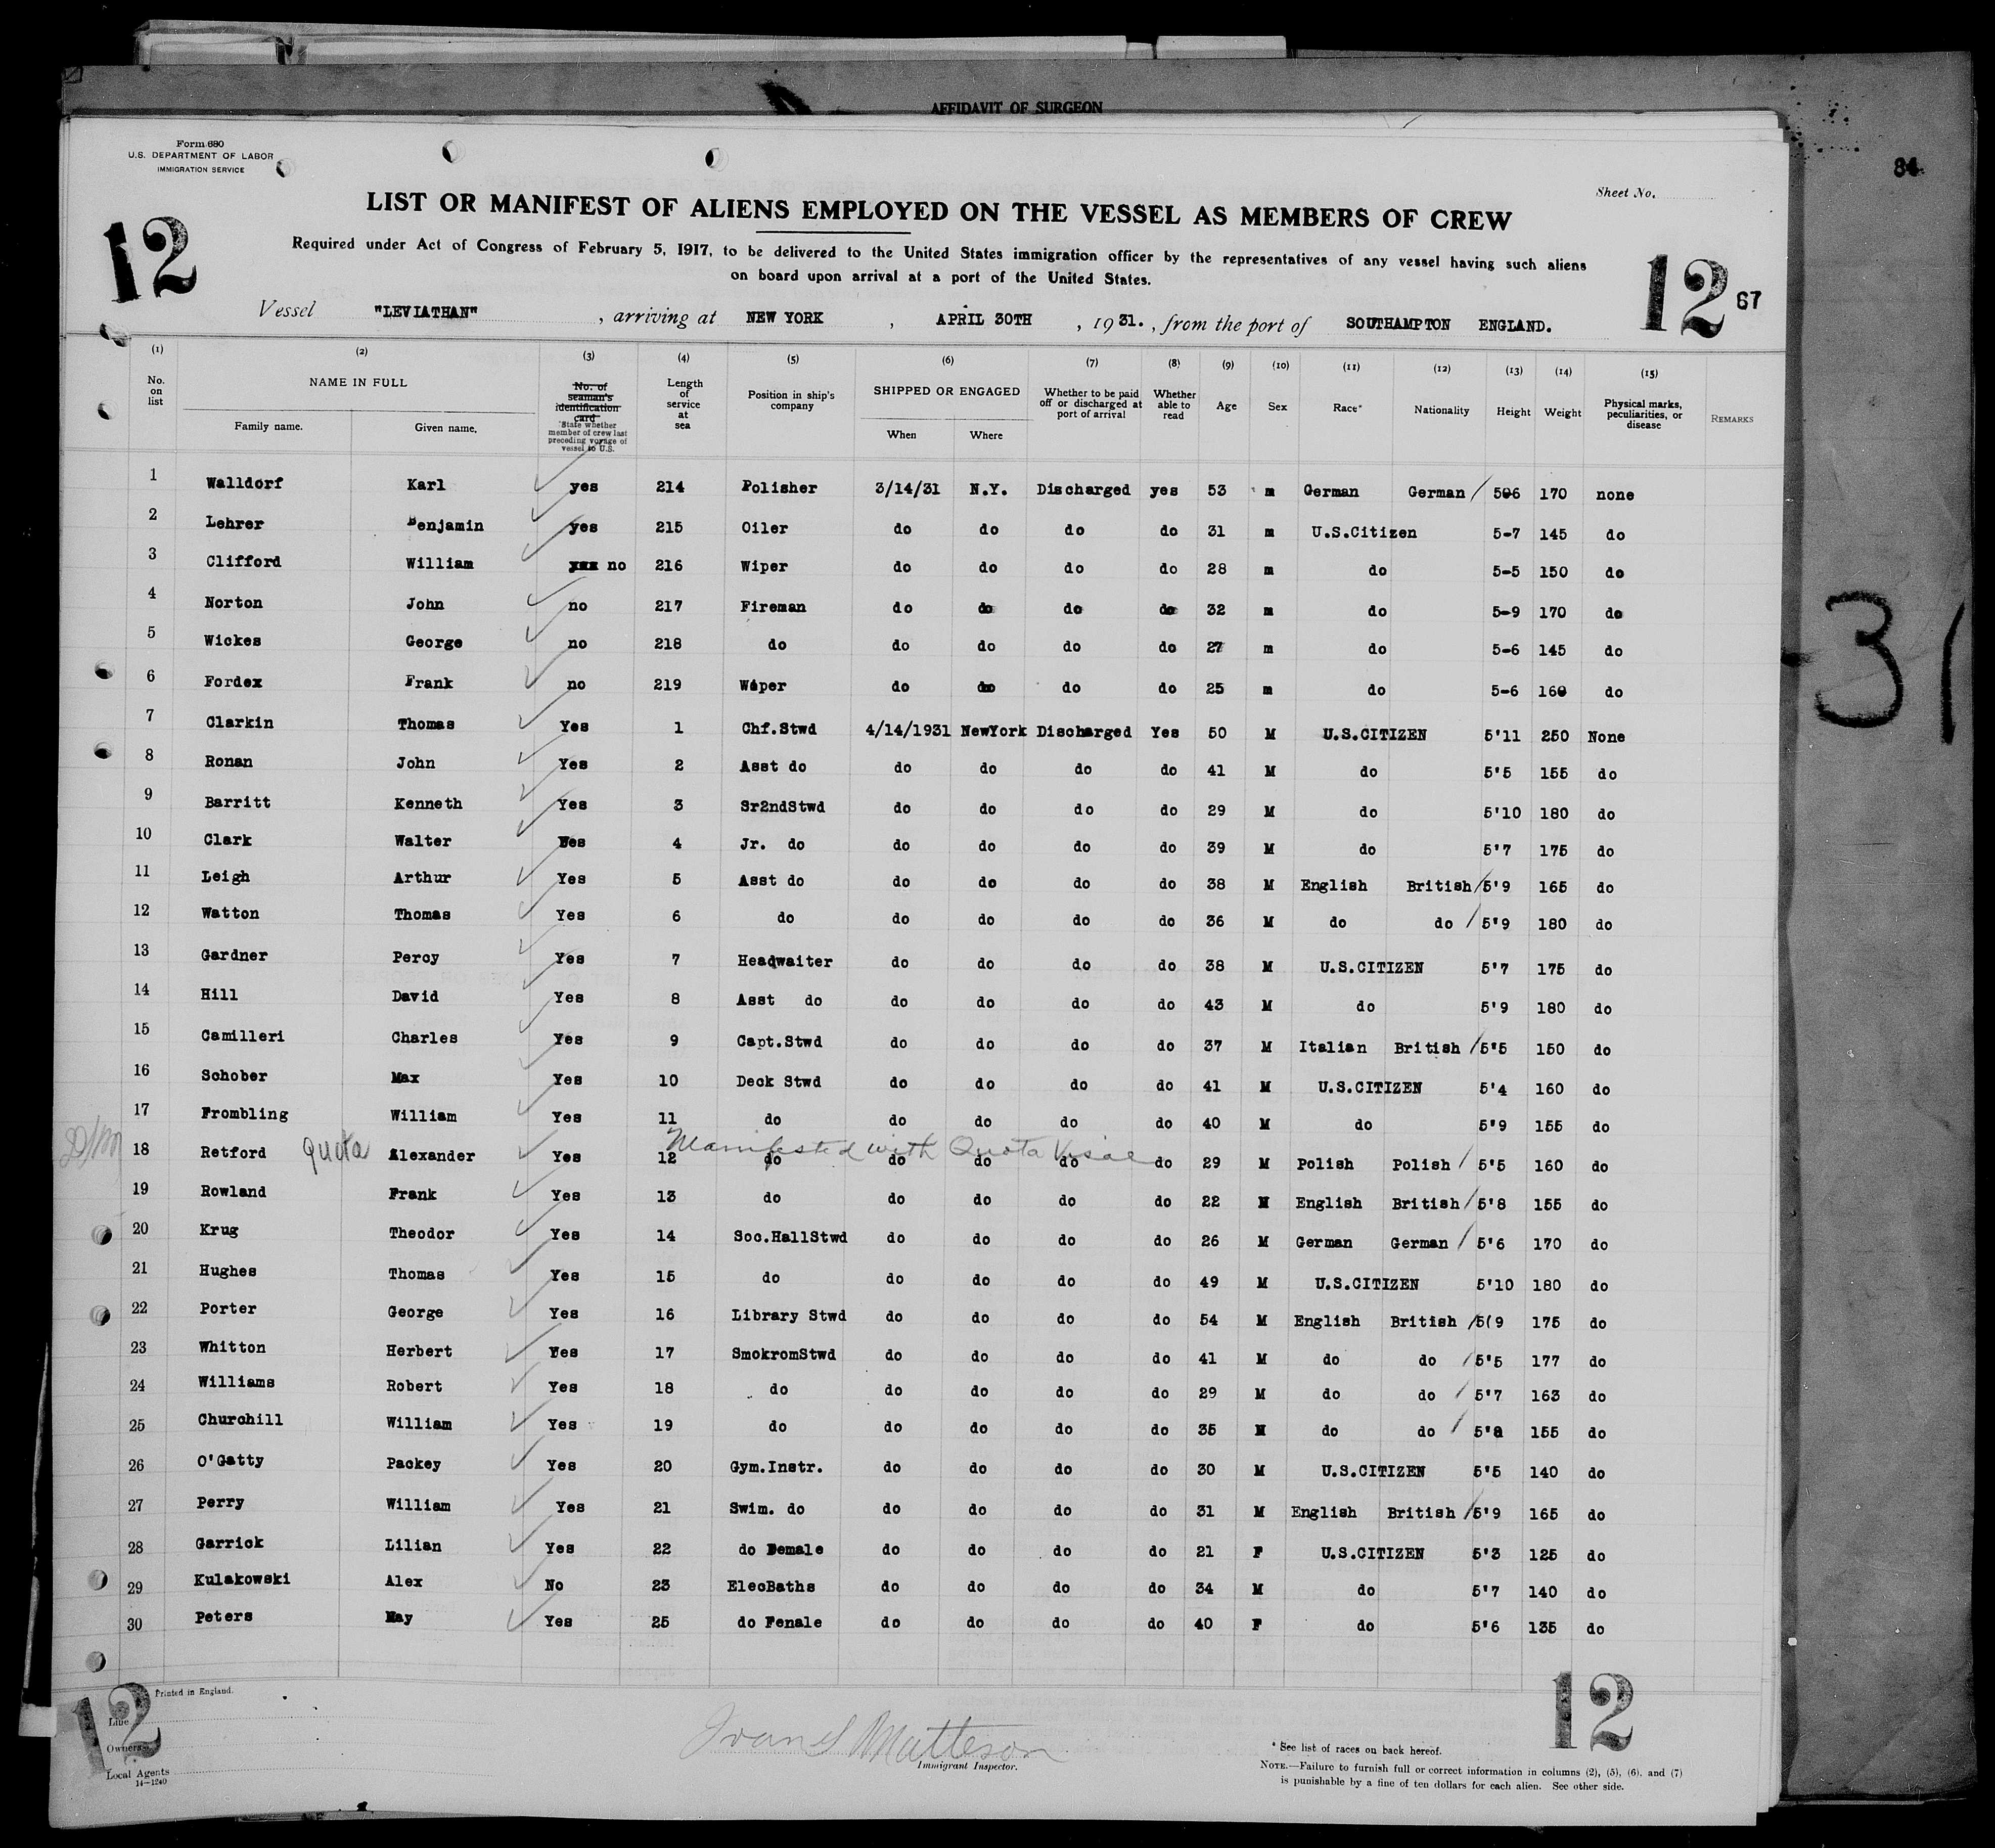 AFFIDAVIT OF SURGEON
84
Form 680
U.S. DEPARTMENT OF LABOR
IMMIGRATION SERVICE
Sheet No.
LIST OR MANIFEST OF ALIENS EMPLOYED ON THE VESSEL AS MEMBERS OF CREW
12
Required under Act of Congress of February 5, 1917, to be delivered to the United States immigration officer by the representatives of any vessel having such aliens
on board upon arrival at a port of the United States.
12 67
Vessel "LEVIATHAN", arriving at NEW YORK, APRIL 30TH, 1931., from the port of SOUTHAMPTON ENGLAND.
(1) (2) (3) (4) (5) (6) (7) (8) (9) (10) (11) (12) (13) (14) (15)
No. on list NAME IN FULL Family name. Given name. No. of seaman's identification card State whether member of crew last preceding voyage of vessel to U.S. Length of service at sea Position in ship's company SHIPPED OR ENGAGED When Where Whether to be paid off or discharged at port of arrival Whether able to read Age Sex Race* Nationality Height Weight Physical marks, peculiarities, or disease REMARKS
1 Walldorf Karl yes 214 Polisher 3/14/31 N.Y. Discharged yes 53 m German German 506 170 none
2 Lehrer Benjamin yes 215 Oiler do do do do 31 m U.S.Citizen 5-7 145 do
3 Clifford William yes no 216 Wiper do do do do 28 m do 5-5 150 do
4 Norton John no 217 Fireman do do do do 32 m do 5-9 170 do
5 Wickes George no 218 do do do do do 27 m do 5-6 145 do
6 Fordex Frank no 219 Wiper do do do do 25 m do 5-6 160 do
7 Clarkin Thomas Yes 1 Chf.Stwd 4/14/1931 NewYork Discharged Yes 50 M U.S.CITIZEN 5'11 250 None
8 Ronan John Yes 2 Asst do do do do do 41 M do 5'5 155 do
9 Barritt Kenneth Yes 3 Sr2ndStwd do do do do 29 M do 5'10 180 do
10 Clark Walter Yes 4 Jr. do do do do do 39 M do 5'7 175 do
11 Leigh Arthur Yes 5 Asst do do do do do 38 M English British 5'9 165 do
12 Watton Thomas Yes 6 do do do do do 36 M do do 5'9 180 do
13 Gardner Percy Yes 7 Headwaiter do do do do 38 M U.S.CITIZEN 5'7 175 do
14 Hill David Yes 8 Asst do do do do do 43 M do 5'9 180 do
15 Camilleri Charles Yes 9 Capt.Stwd do do do do 37 M Italian British 5'5 150 do
16 Schober Max Yes 10 Deck Stwd do do do do 41 M U.S.CITIZEN 5'4 160 do
17 Frombling William Yes 11 do do do do do 40 M do 5'9 155 do
Manifested with Quota Visae
18 Retford Quota Alexander Yes 12 do do do do do 29 M Polish Polish 5'5 160 do
19 Rowland Frank Yes 13 do do do do do 22 M English British 5'8 155 do
20 Krug Theodor Yes 14 Soc.HallStwd do do do do 26 M German German 5'6 170 do
21 Hughes Thomas Yes 15 do do do do do 49 M U.S.CITIZEN 5'10 180 do
22 Porter George Yes 16 Library Stwd do do do do 54 M English British 5(9 175 do
23 Whitton Herbert Yes 17 SmokromStwd do do do do 41 M do do 5'5 177 do
24 Williams Robert Yes 18 do do do do do 29 M do do 5'7 163 do
25 Churchill William Yes 19 do do do do do 35 M do do 5'8 155 do
26 O'Gatty Packey Yes 20 Gym.Instr. do do do do 30 M U.S.CITIZEN 5'5 140 do
27 Perry William Yes 21 Swim. do do do do do 31 M English British 5'9 165 do
28 Garrick Lilian Yes 22 do Female do do do do 21 F U.S.CITIZEN 5'3 125 do
29 Kulakowski Alex No 23 ElecBaths do do do do 34 M do 5'7 140 do
30 Peters May Yes 25 do Fenale do do do do 40 F do 5'6 135 do
31
12
Printed in England.
Line
Owners
Local Agents
14-1240
Ivan S Matteson
Immigrant Inspector.
12
* See list of races on back hereof.
NOTE.—Failure to furnish full or correct information in columns (2), (5), (6), and (7)
is punishable by a fine of ten dollars for each alien. See other side.